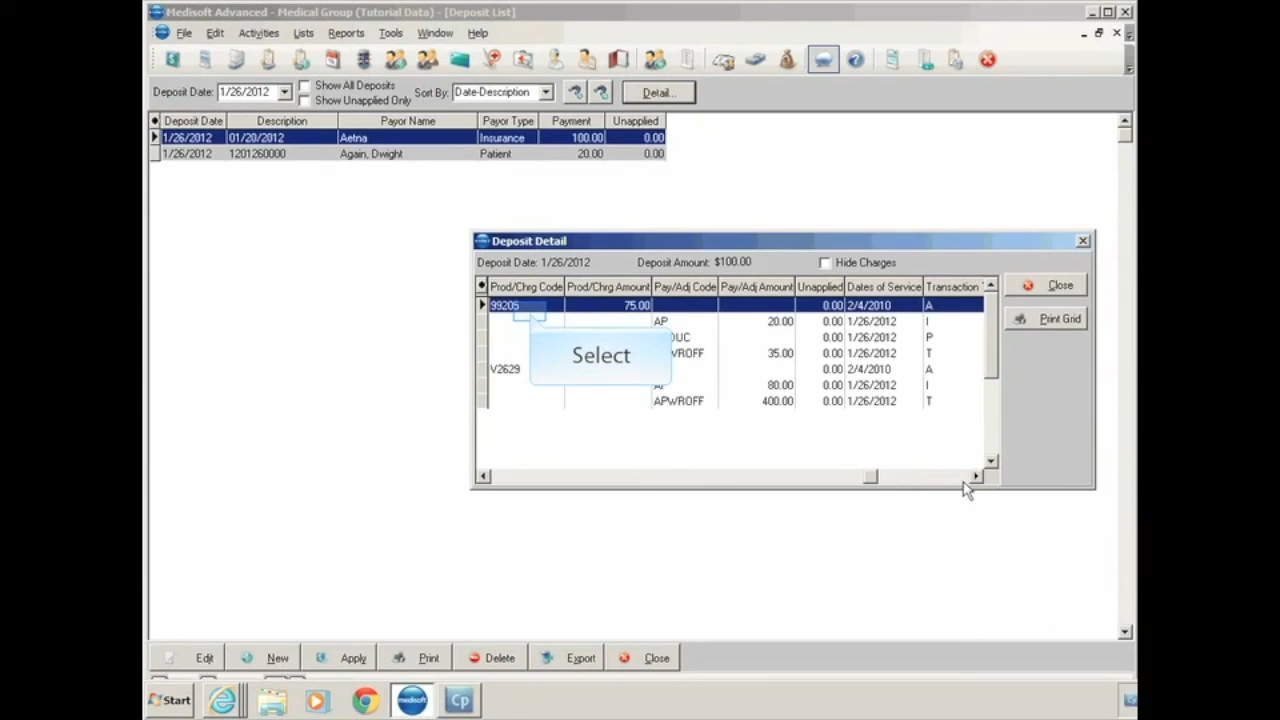 Medisoft Advanced - Medical Group (Tutorial Data) - [Deposit List]
File Edit Activities Lists Reports Tools Window Help
Deposit Date: 1/26/2012 Show All Deposits Show Unapplied Only Sort By: Date-Description Detail...
Deposit Date Description Payor Name Payor Type Payment Unapplied
1/26/2012 01/20/2012 Aetna Insurance 100.00 0.00
1/26/2012 1201260000 Again, Dwight Patient 20.00 0.00
Deposit Detail
Deposit Date: 1/26/2012 Deposit Amount: $100.00 Hide Charges
Prod/Chrg Code Prod/Chrg Amount Pay/Adj Code Pay/Adj Amount Unapplied Dates of Service Transaction
Close
99205 75.00 0.00 2/4/2010 A
AP 20.00 0.00 1/26/2012 I
Print Grid
DUC 0.00 1/26/2012 P
WROFF 35.00 0.00 1/26/2012 T
Select
V2629 0.00 2/4/2010 A
AP 80.00 0.00 1/26/2012 I
APWROFF 400.00 0.00 1/26/2012 T
Edit New Apply Print Delete Export Close
Start medisoft Cp